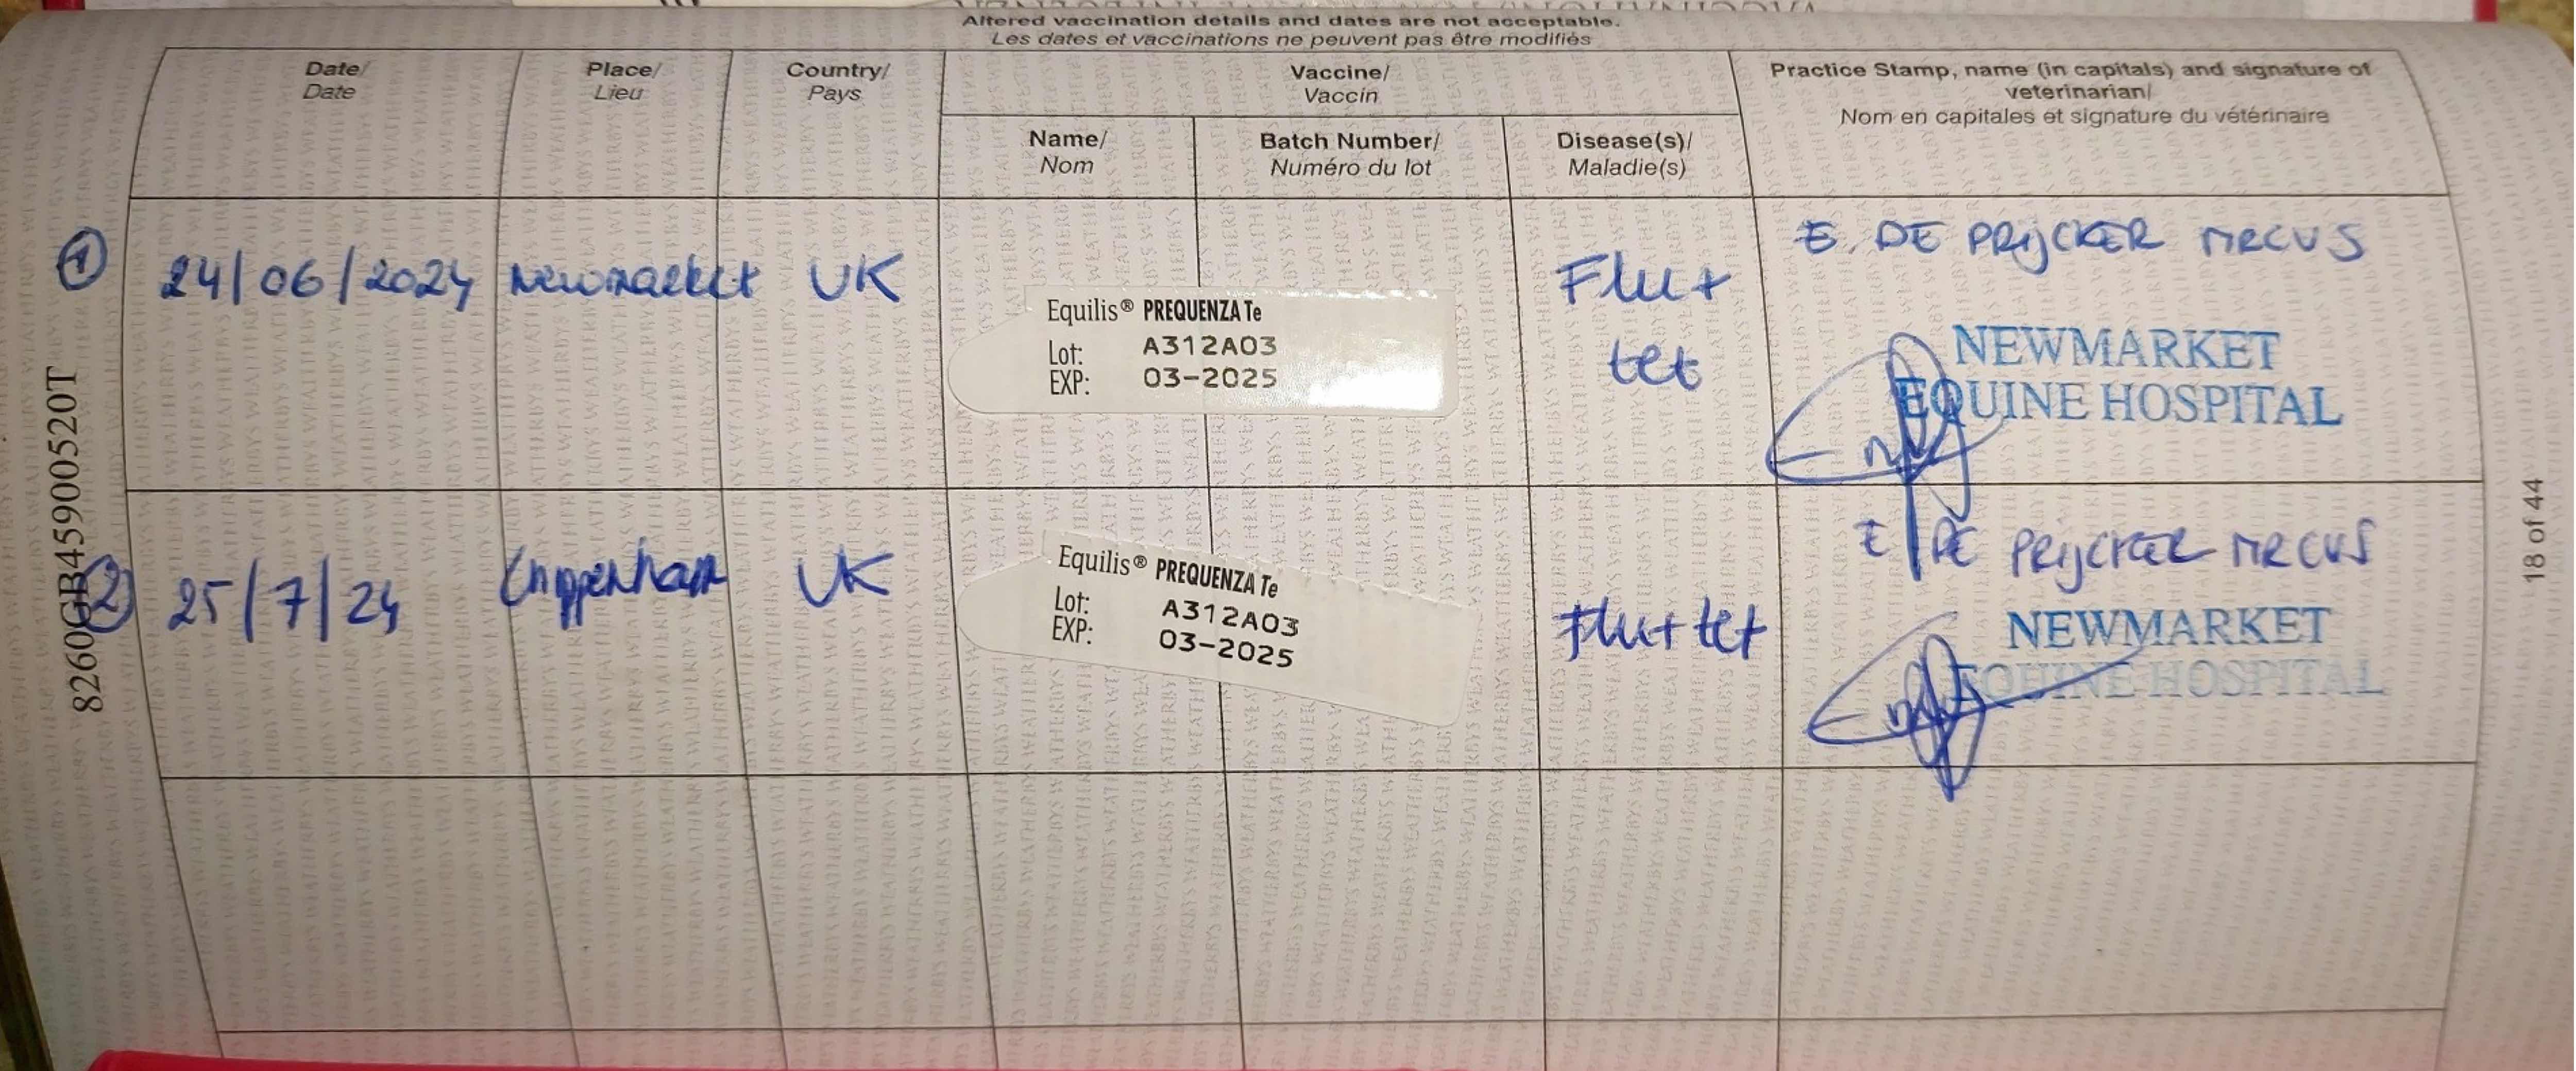 Altered vaccination details and dates are not acceptable.
Les dates et vaccinations ne peuvent pas être modifiés
Date/
Date
Place/
Lieu
Country/
Pays
Vaccine/
Vaccin
Name/
Nom
Batch Number/
Numéro du lot
Disease(s)/
Maladie(s)
Practice Stamp, name (in capitals) and signature of
veterinarian/
Nom en capitales et signature du vétérinaire
1
24/06/2024
Newmarket
UK
Equilis® PREQUENZA Te
Lot: A312A03
EXP: 03-2025
Flu +
tet
E. DE PRIJCKER MRCVS
NEWMARKET
EQUINE HOSPITAL
2
25/7/24
Chippenham
UK
Equilis® PREQUENZA Te
Lot: A312A03
EXP: 03-2025
Flu + tet
E DE PRIJCKER MRCVS
NEWMARKET
EQUINE HOSPITAL
8260GB45900520T
18 of 44